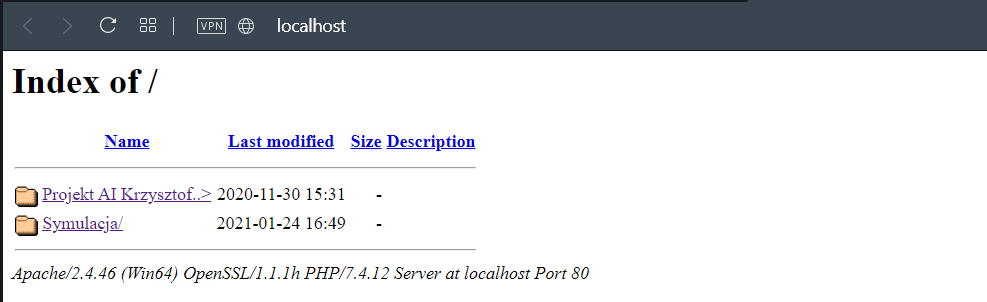 VPN localhost
Index of /
Name Last modified Size Description
Projekt AI Krzysztof..> 2020-11-30 15:31 -
Symulacja/ 2021-01-24 16:49 -
Apache/2.4.46 (Win64) OpenSSL/1.1.1h PHP/7.4.12 Server at localhost Port 80